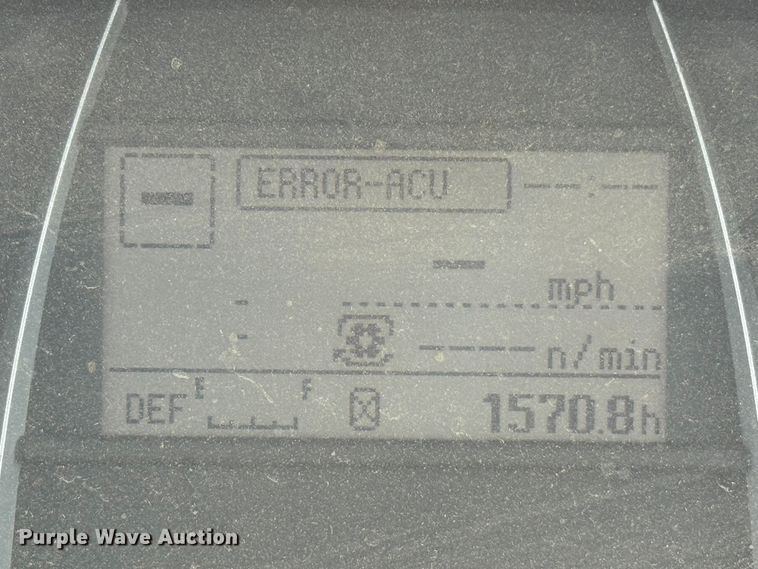 ERROR-ACU
mph
n/min
E F
DEF 1570.8h
Purple Wave Auction